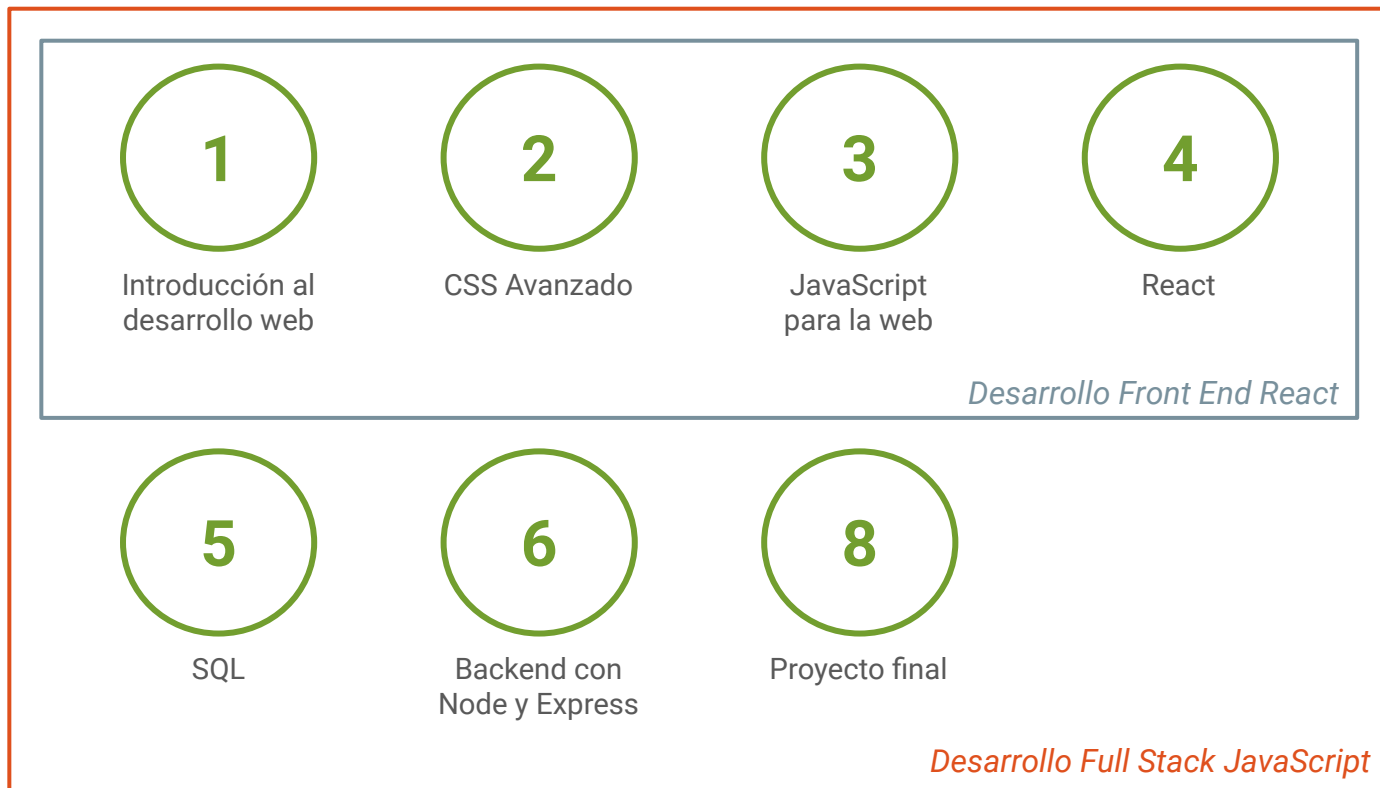 1
2
3
4
Introducción al
desarrollo web
CSS Avanzado
JavaScript
para la web
React
Desarrollo Front End React
5
6
8
SQL
Backend con
Node y Express
Proyecto final
Desarrollo Full Stack JavaScript